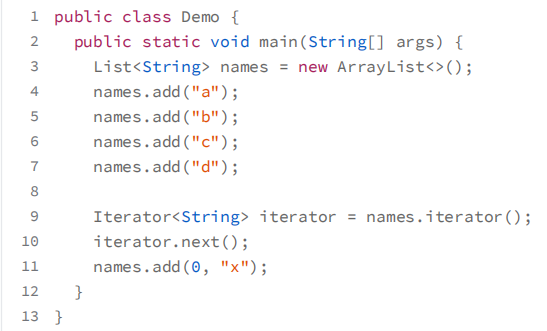 1 public class Demo {
2   public static void main(String[] args) {
3     List<String> names = new ArrayList<>();
4     names.add("a");
5     names.add("b");
6     names.add("c");
7     names.add("d");
8
9     Iterator<String> iterator = names.iterator();
10     iterator.next();
11     names.add(0, "x");
12   }
13 }